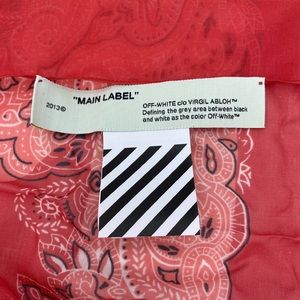 "MAIN LABEL"
2013©
OFF-WHITE c/o VIRGIL ABLOH™
Defining the grey area between black
and white as the color Off-White™